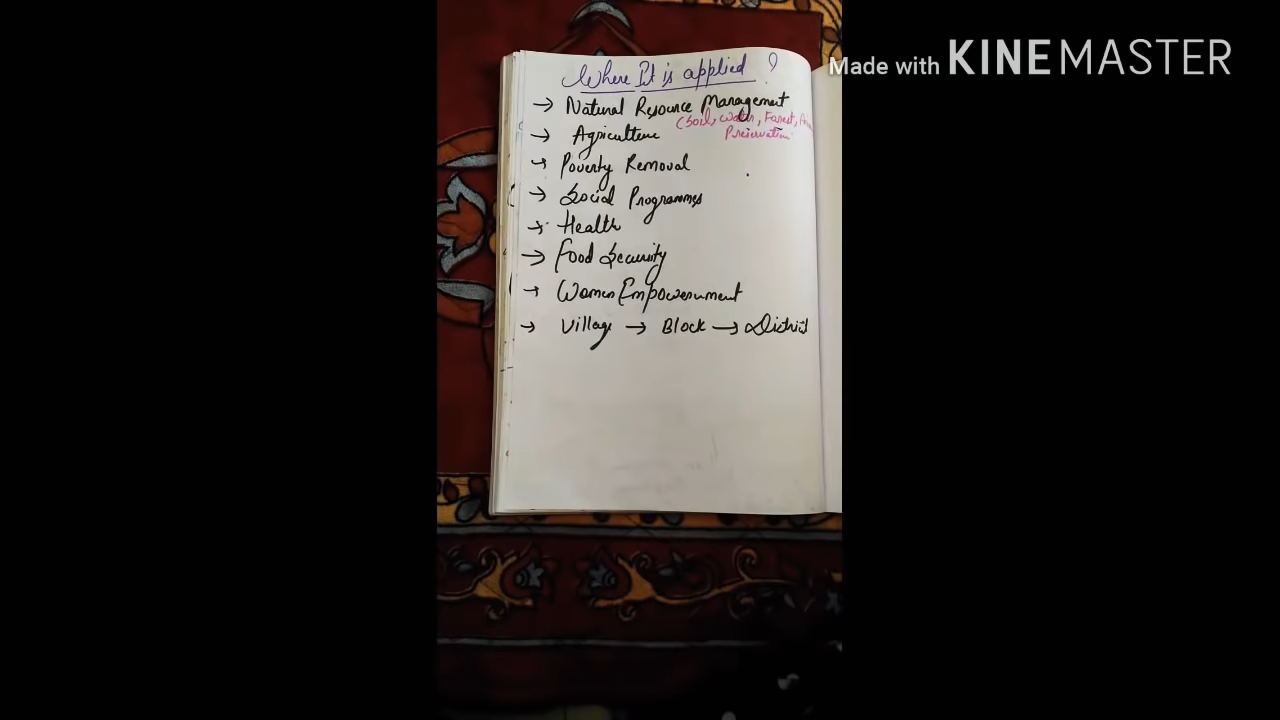 Made with KINEMASTER
Where It is applied ?
→ Natural Resource Management
(Soil, water, Forest,
Preservation
→ Agriculture
→ Poverty Removal
→ Social Programmes
→ Health
→ Food Security
→ Women Empowerment
→ Village → Block → District